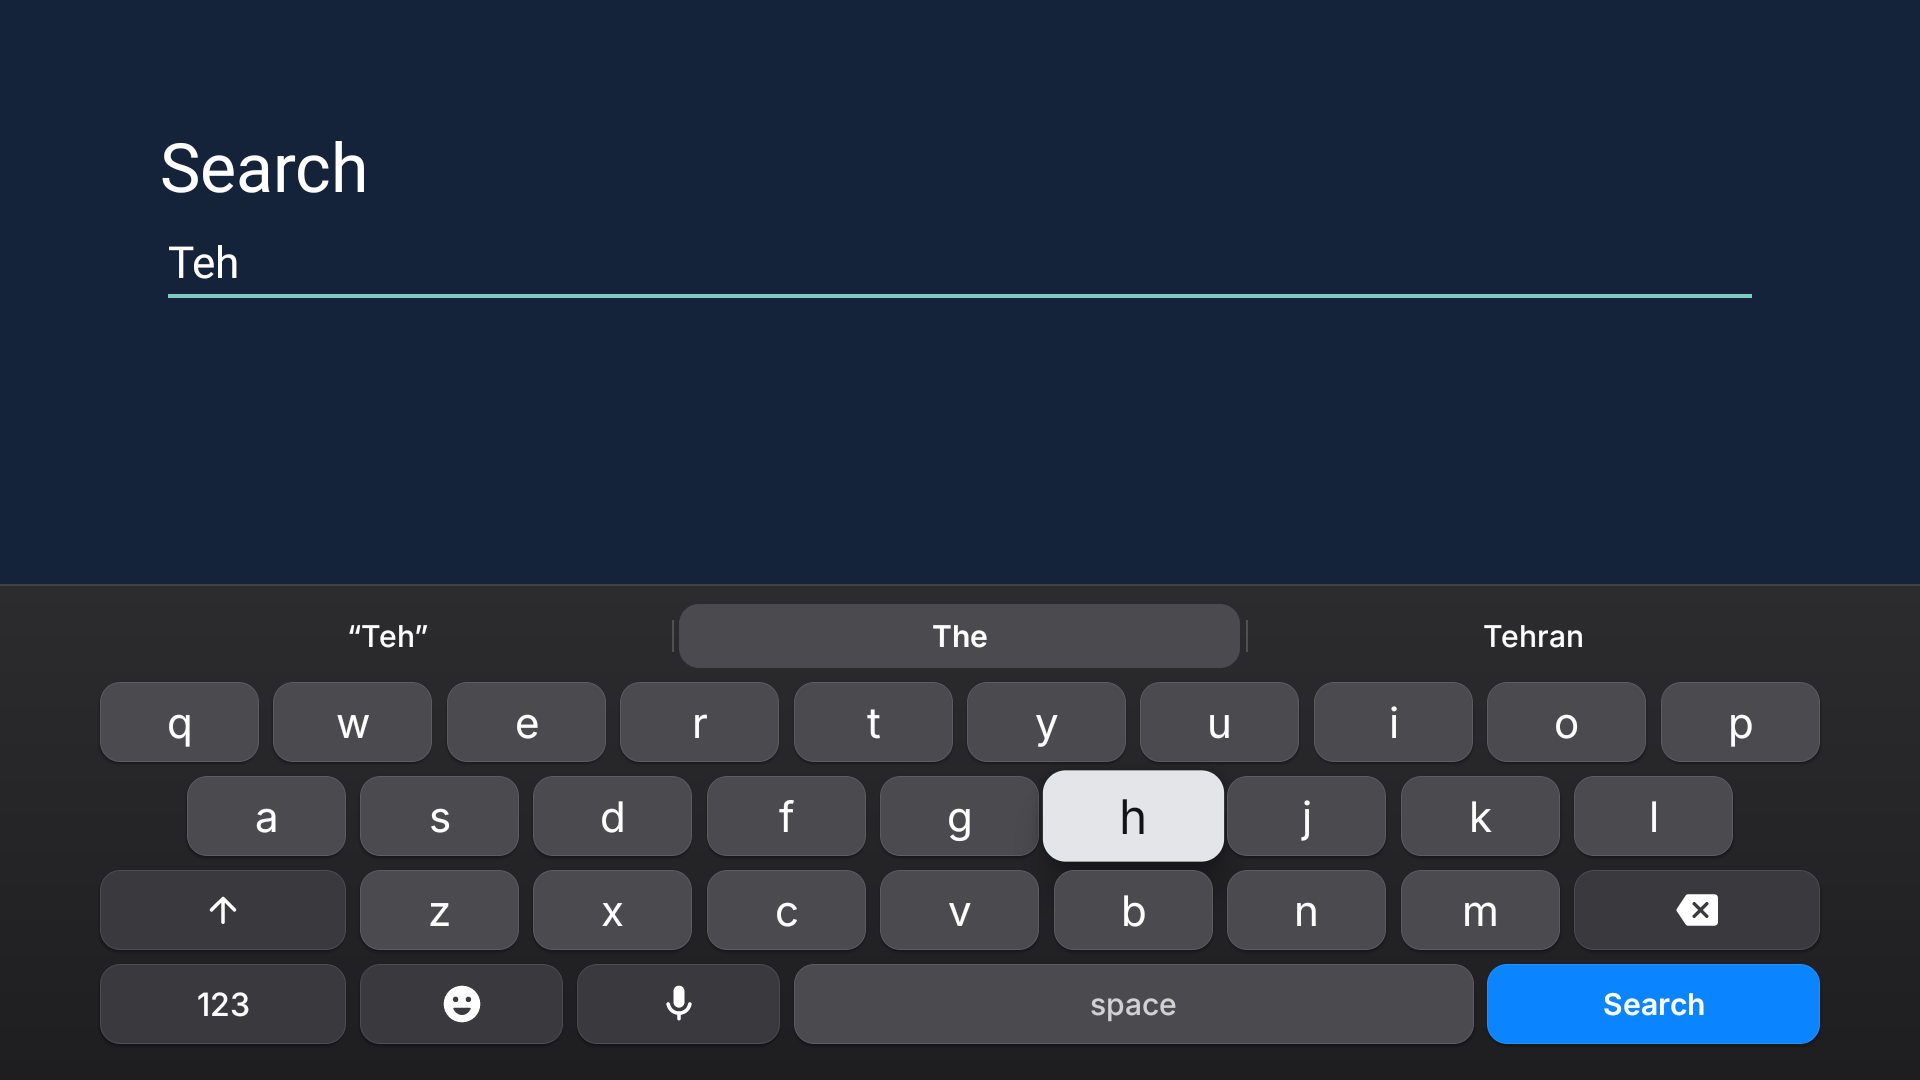 Search
Teh
“Teh” The Tehran
q w e r t y u i o p
a s d f g h j k l
z x c v b n m
123 space Search